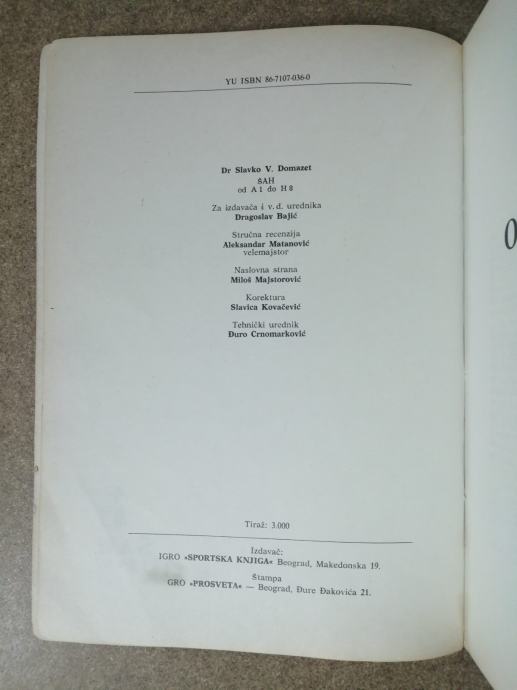 YU ISBN 86-7107-036-0
Dr Slavko V. Domazet
ŠAH
od A 1 do H 8
Za izdavača i v. d. urednika
Dragoslav Bajić
Stručna recenzija
Aleksandar Matanović
velemajstor
Naslovna strana
Miloš Majstorović
Korektura
Slavica Kovačević
Tehnički urednik
Đuro Crnomarković
Tiraž: 3.000
Izdavač:
IGRO »SPORTSKA KNJIGA« Beograd, Makedonska 19.
Štampa
GRO »PROSVETA« — Beograd, Đure Đakovića 21.